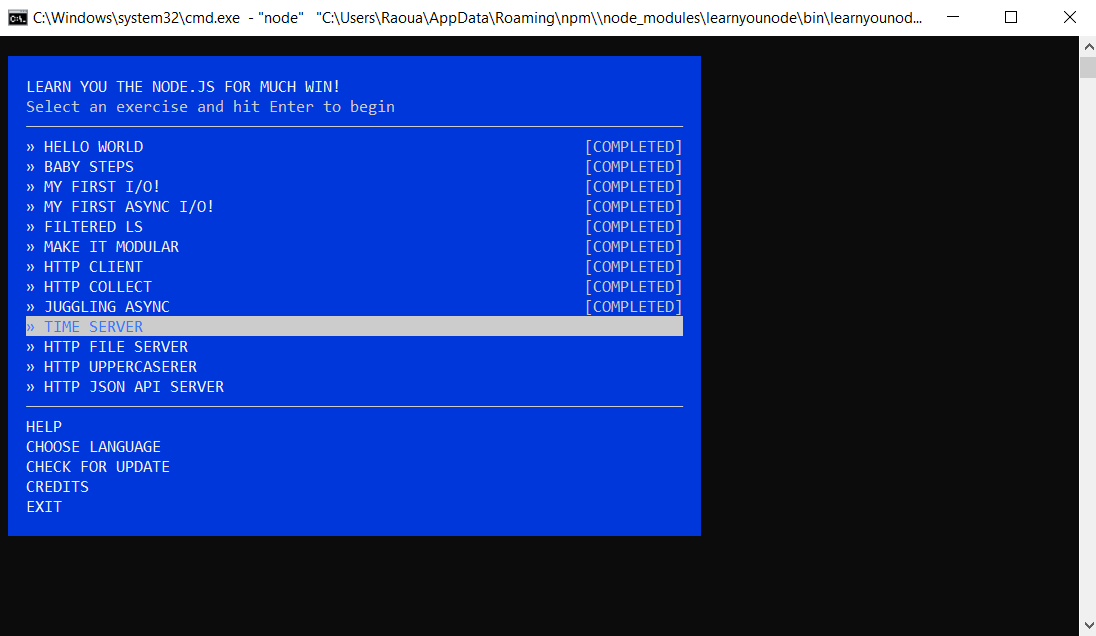 C:\Windows\system32\cmd.exe - "node" "C:\Users\Raoua\AppData\Roaming\npm\\node_modules\learnyounode\bin\learnyounod...
LEARN YOU THE NODE.JS FOR MUCH WIN!
Select an exercise and hit Enter to begin
» HELLO WORLD [COMPLETED]
» BABY STEPS [COMPLETED]
» MY FIRST I/O! [COMPLETED]
» MY FIRST ASYNC I/O! [COMPLETED]
» FILTERED LS [COMPLETED]
» MAKE IT MODULAR [COMPLETED]
» HTTP CLIENT [COMPLETED]
» HTTP COLLECT [COMPLETED]
» JUGGLING ASYNC [COMPLETED]
» TIME SERVER
» HTTP FILE SERVER
» HTTP UPPERCASERER
» HTTP JSON API SERVER
HELP
CHOOSE LANGUAGE
CHECK FOR UPDATE
CREDITS
EXIT